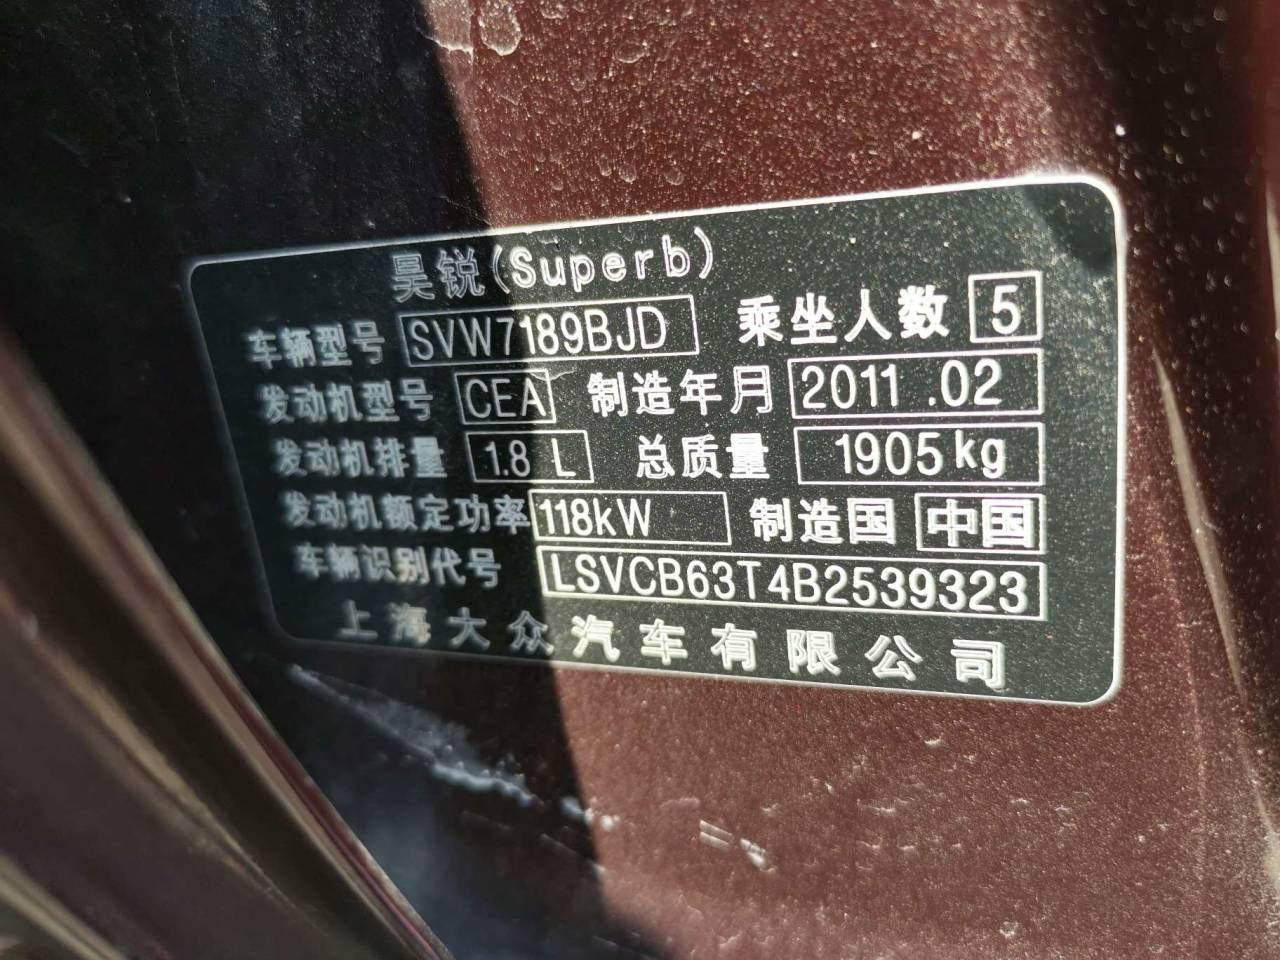 昊锐(Superb)
车辆型号 SVW7189BJD 乘坐人数 5
发动机型号 CEA 制造年月 2011.02
发动机排量 1.8 L 总质量 1905kg
发动机额定功率 118kW 制造国 中国
车辆识别代号 LSVCB63T4B2539323
上海大众汽车有限公司